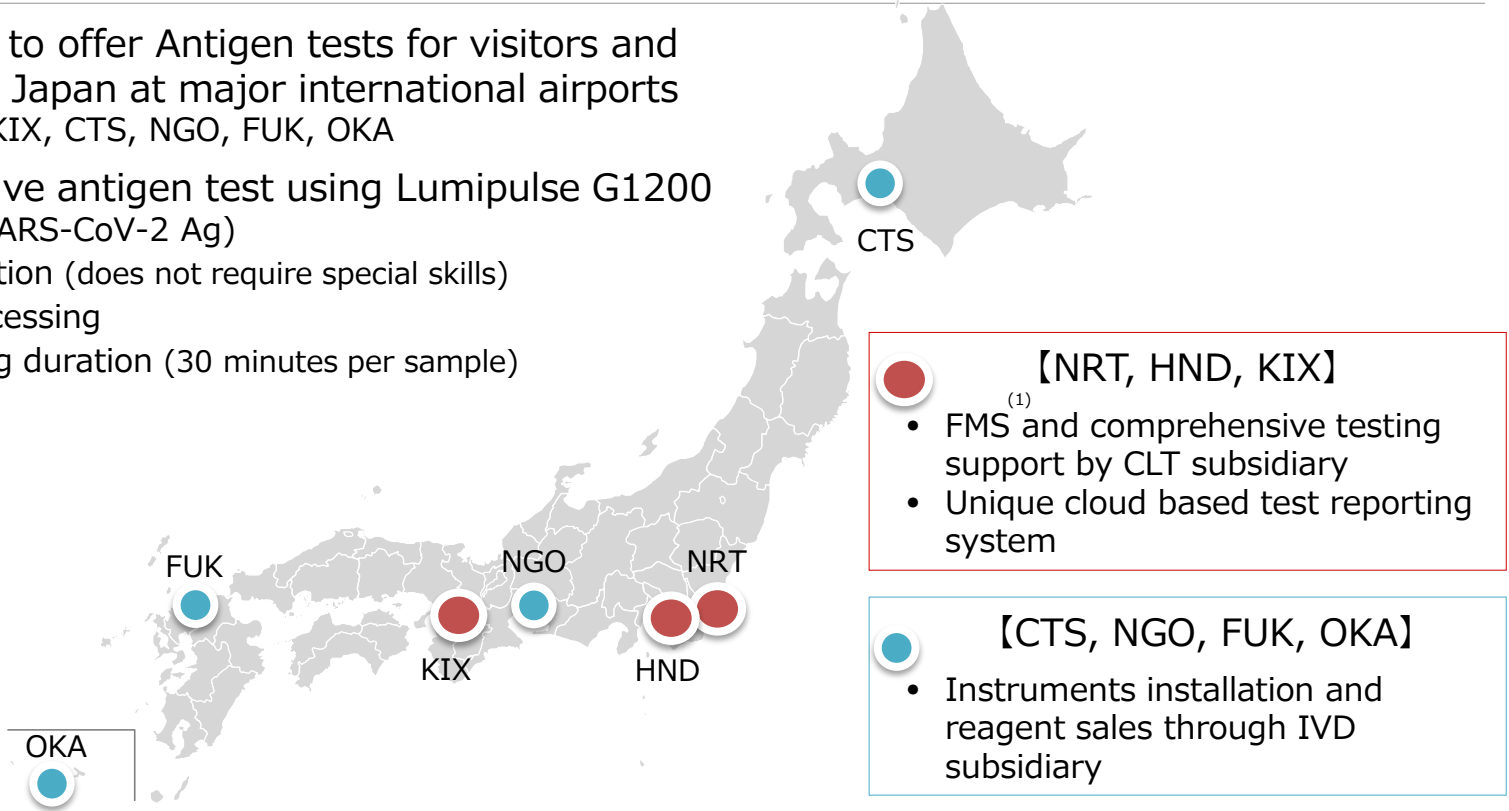 to offer Antigen tests for visitors and
Japan at major international airports
KIX, CTS, NGO, FUK, OKA
ve antigen test using Lumipulse G1200
ARS-CoV-2 Ag)
tion (does not require special skills)
cessing
g duration (30 minutes per sample)
CTS
FUK
NGO
NRT
KIX
HND
OKA
【NRT, HND, KIX】
• FMS(1) and comprehensive testing
support by CLT subsidiary
• Unique cloud based test reporting
system
【CTS, NGO, FUK, OKA】
• Instruments installation and
reagent sales through IVD
subsidiary